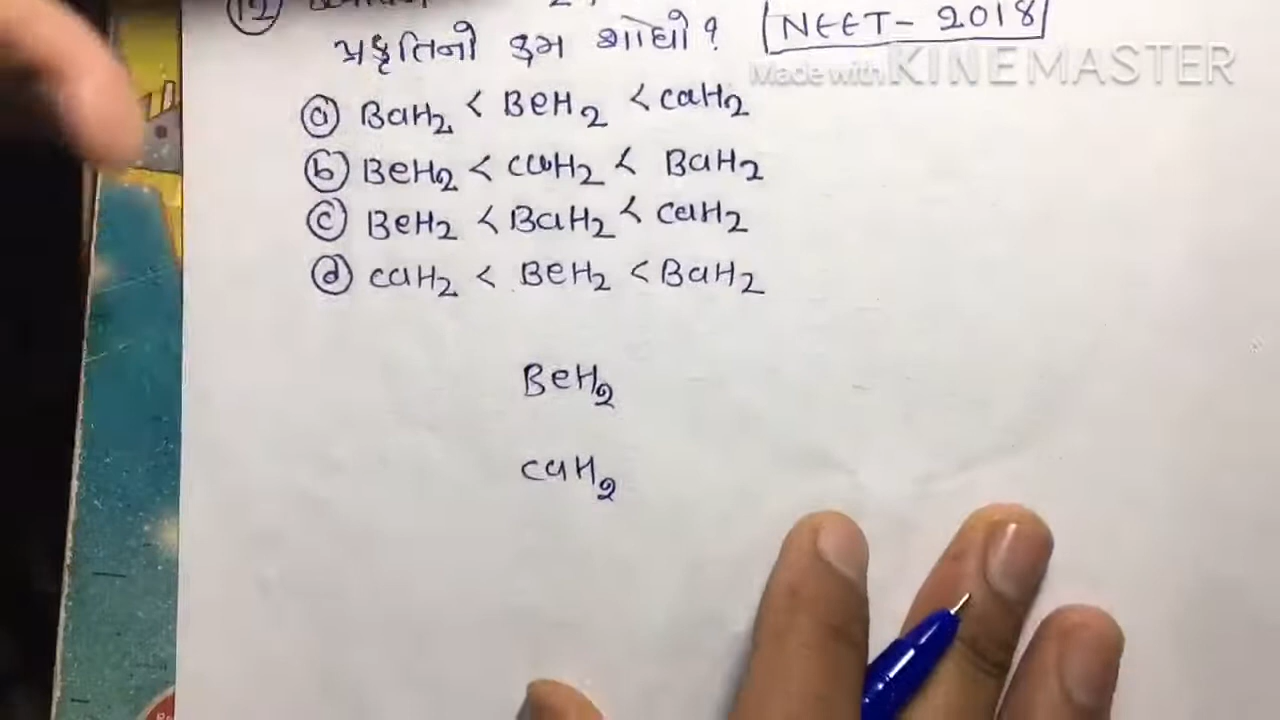 (12)
પ્રકૃતિનો ક્રમ શોધો? NEET- 2018
Made with KINEMASTER
(a) BaH2 < BeH2 < caH2
(b) BeH2 < caH2 < BaH2
(c) BeH2 < BaH2 < caH2
(d) caH2 < BeH2 < BaH2
BeH2
caH2